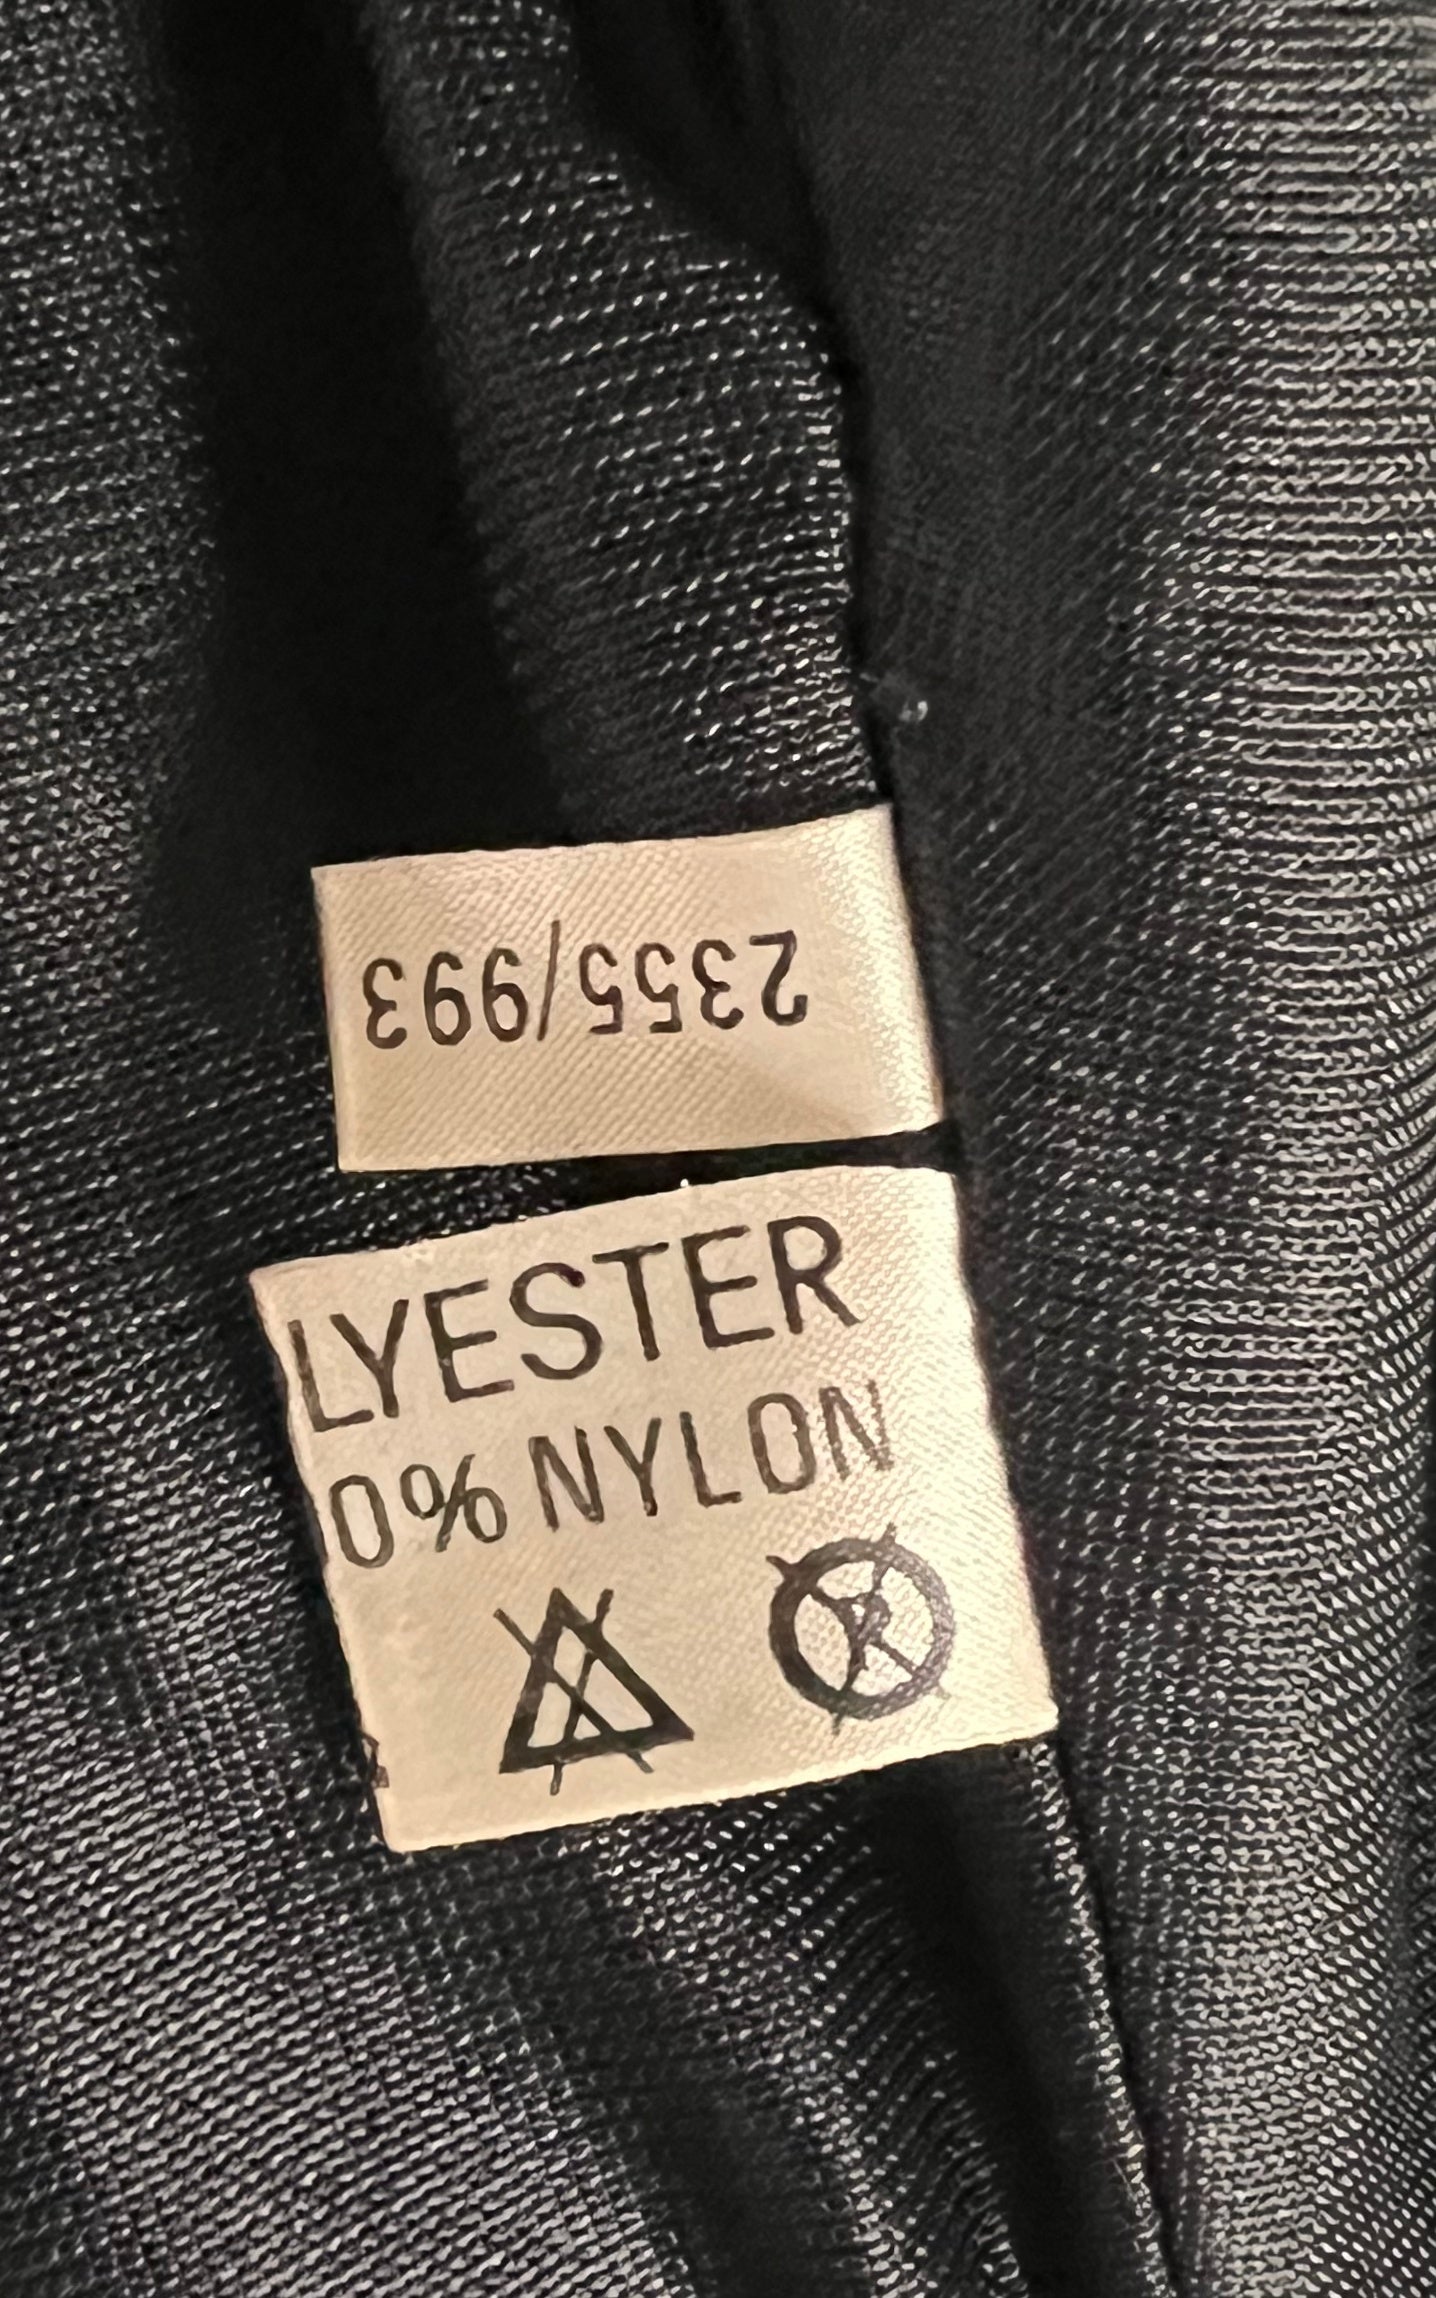 2355/993
LYESTER
0% NYLON
R